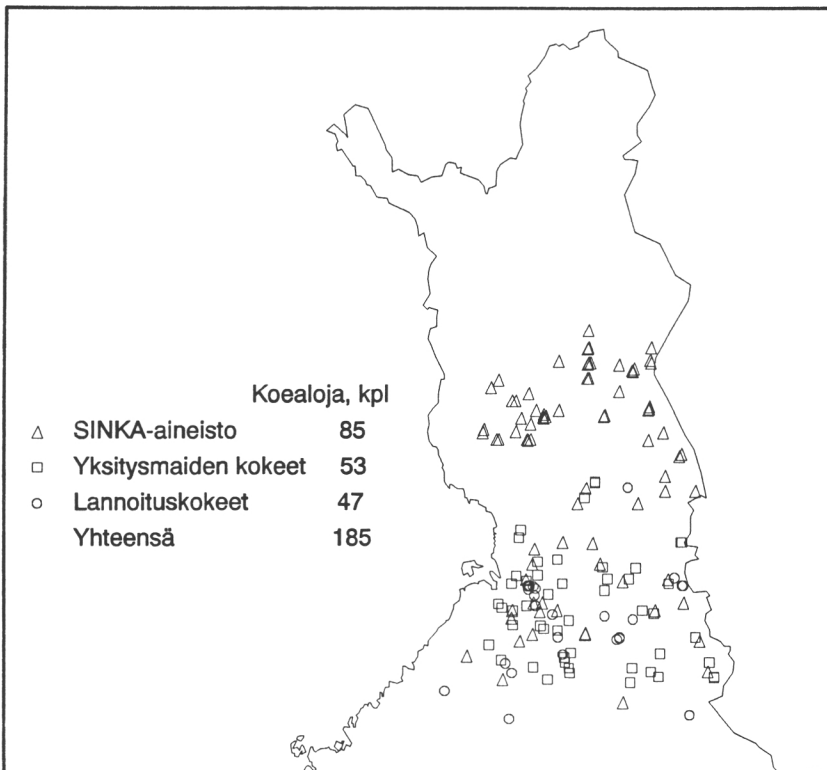 Koealoja, kpl
SINKA-aineisto 85
Yksitysmaiden kokeet 53
Lannoituskokeet 47
Yhteensä 185